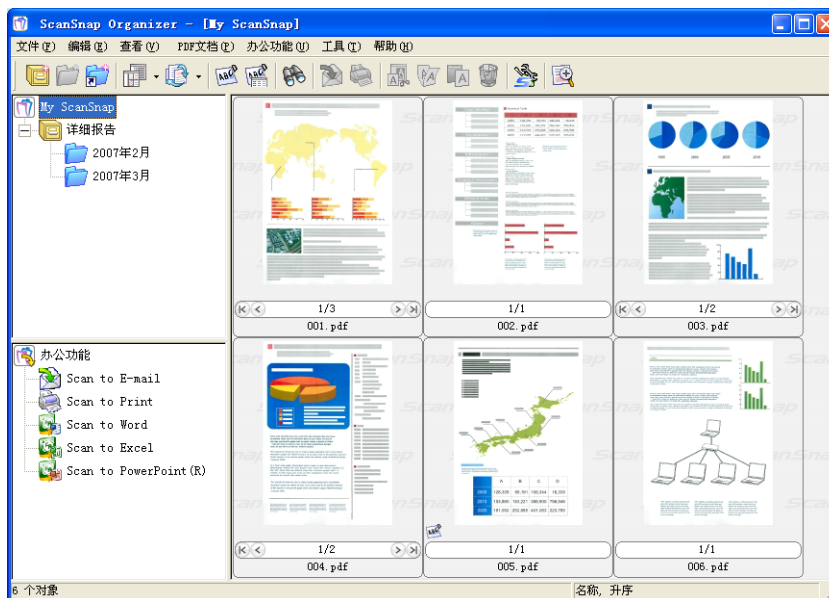 ScanSnap Organizer - [My ScanSnap]
文件(F) 编辑(E) 查看(V) PDF文档(P) 办公功能(U) 工具(T) 帮助(H)
My ScanSnap
详细报告
2007年2月
2007年3月
1/3
001.pdf
1/1
002.pdf
1/2
003.pdf
办公功能
Scan to E-mail
Scan to Print
Scan to Word
Scan to Excel
Scan to PowerPoint(R)
1/2
004.pdf
A B C D
1/1
005.pdf
1/1
006.pdf
6 个对象
名称, 升序